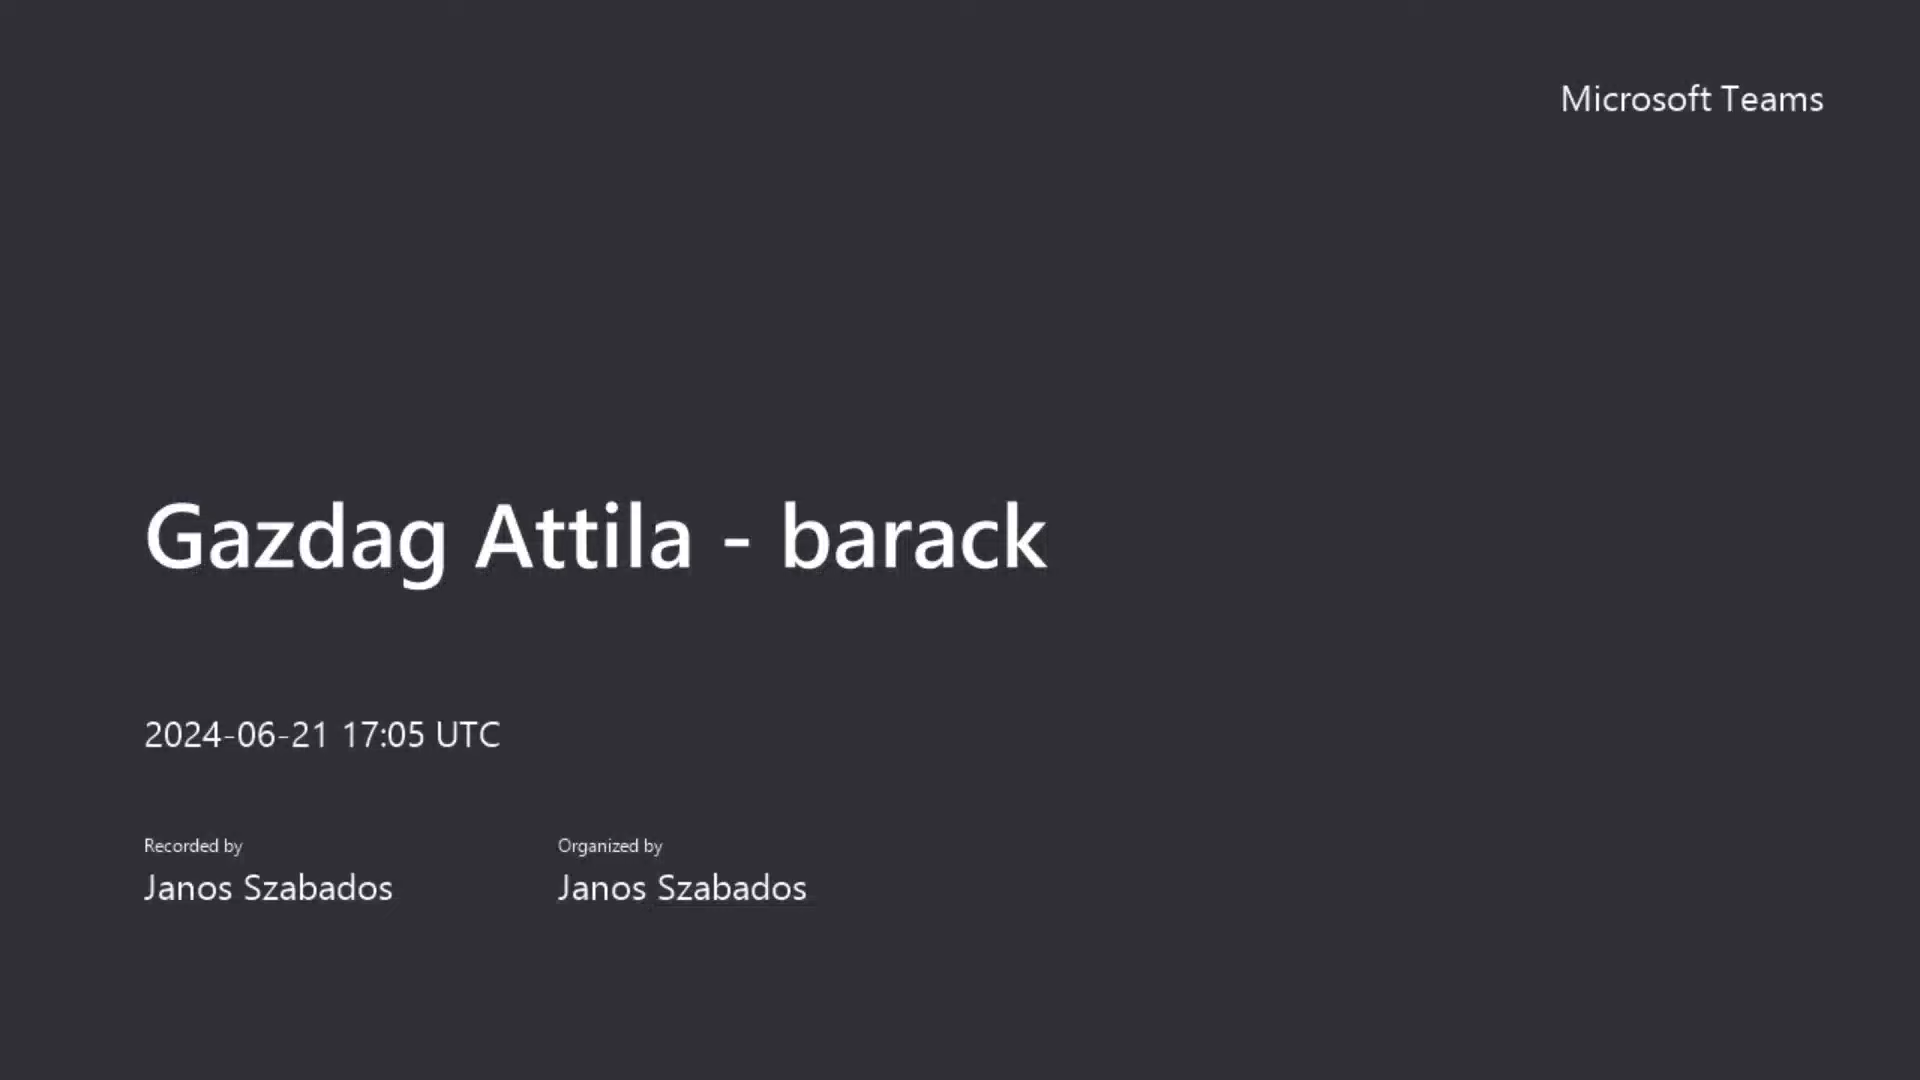 Microsoft Teams
Gazdag Attila - barack
2024-06-21 17:05 UTC
Recorded by
Janos Szabados
Organized by
Janos Szabados